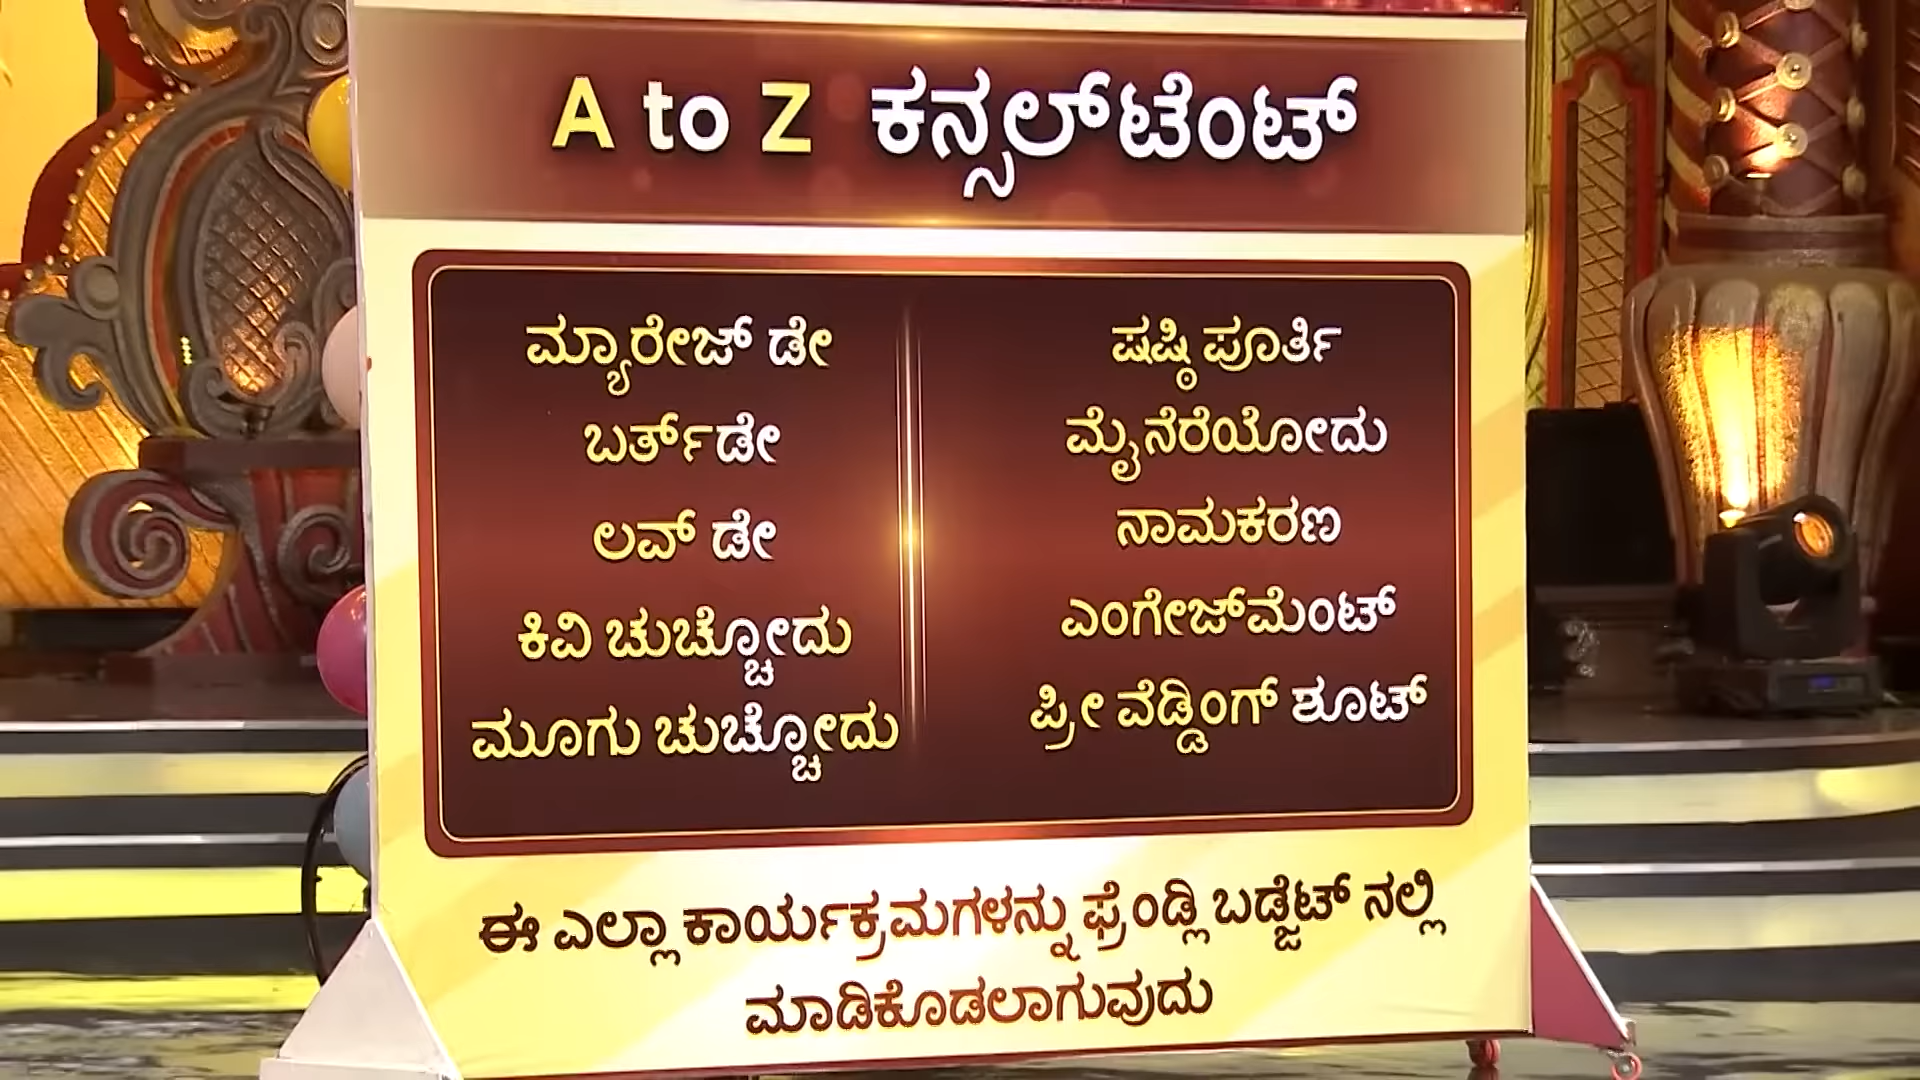 A to Z ಕನ್ಸಲ್‌ಟೆಂಟ್
ಮ್ಯಾರೇಜ್ ಡೇ
ಬರ್ತ್‌ಡೇ
ಲವ್ ಡೇ
ಕಿವಿ ಚುಚ್ಚೋದು
ಮೂಗು ಚುಚ್ಚೋದು
ಷಷ್ಠಿ ಪೂರ್ತಿ
ಮೈನೆರೆಯೋದು
ನಾಮಕರಣ
ಎಂಗೇಜ್‌ಮೆಂಟ್
ಪ್ರೀ ವೆಡ್ಡಿಂಗ್ ಶೂಟ್
ಈ ಎಲ್ಲಾ ಕಾರ್ಯಕ್ರಮಗಳನ್ನು ಫ್ರೆಂಡ್ಲಿ ಬಡ್ಜೆಟ್ ನಲ್ಲಿ
ಮಾಡಿಕೊಡಲಾಗುವುದು